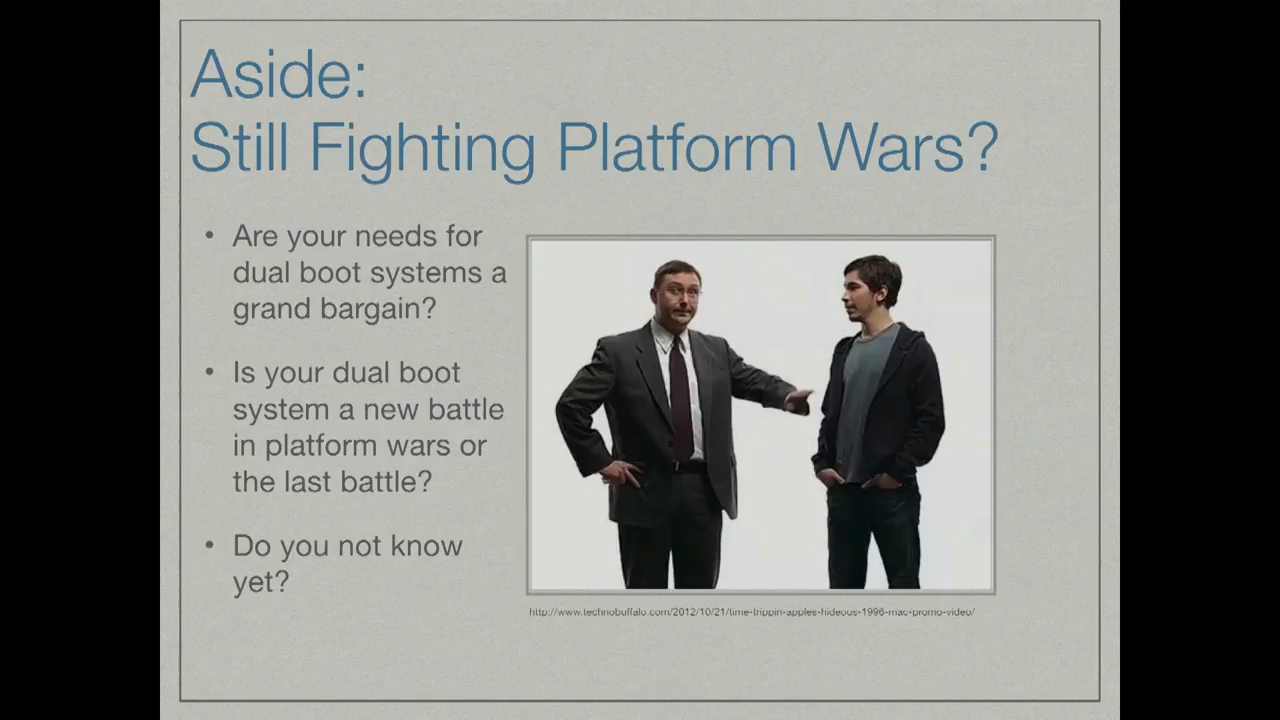 Aside:
Still Fighting Platform Wars?
• Are your needs for
dual boot systems a
grand bargain?
• Is your dual boot
system a new battle
in platform wars or
the last battle?
• Do you not know
yet?
http://www.technobuffalo.com/2012/10/21/time-trippin-apples-hideous-1996-mac-promo-video/